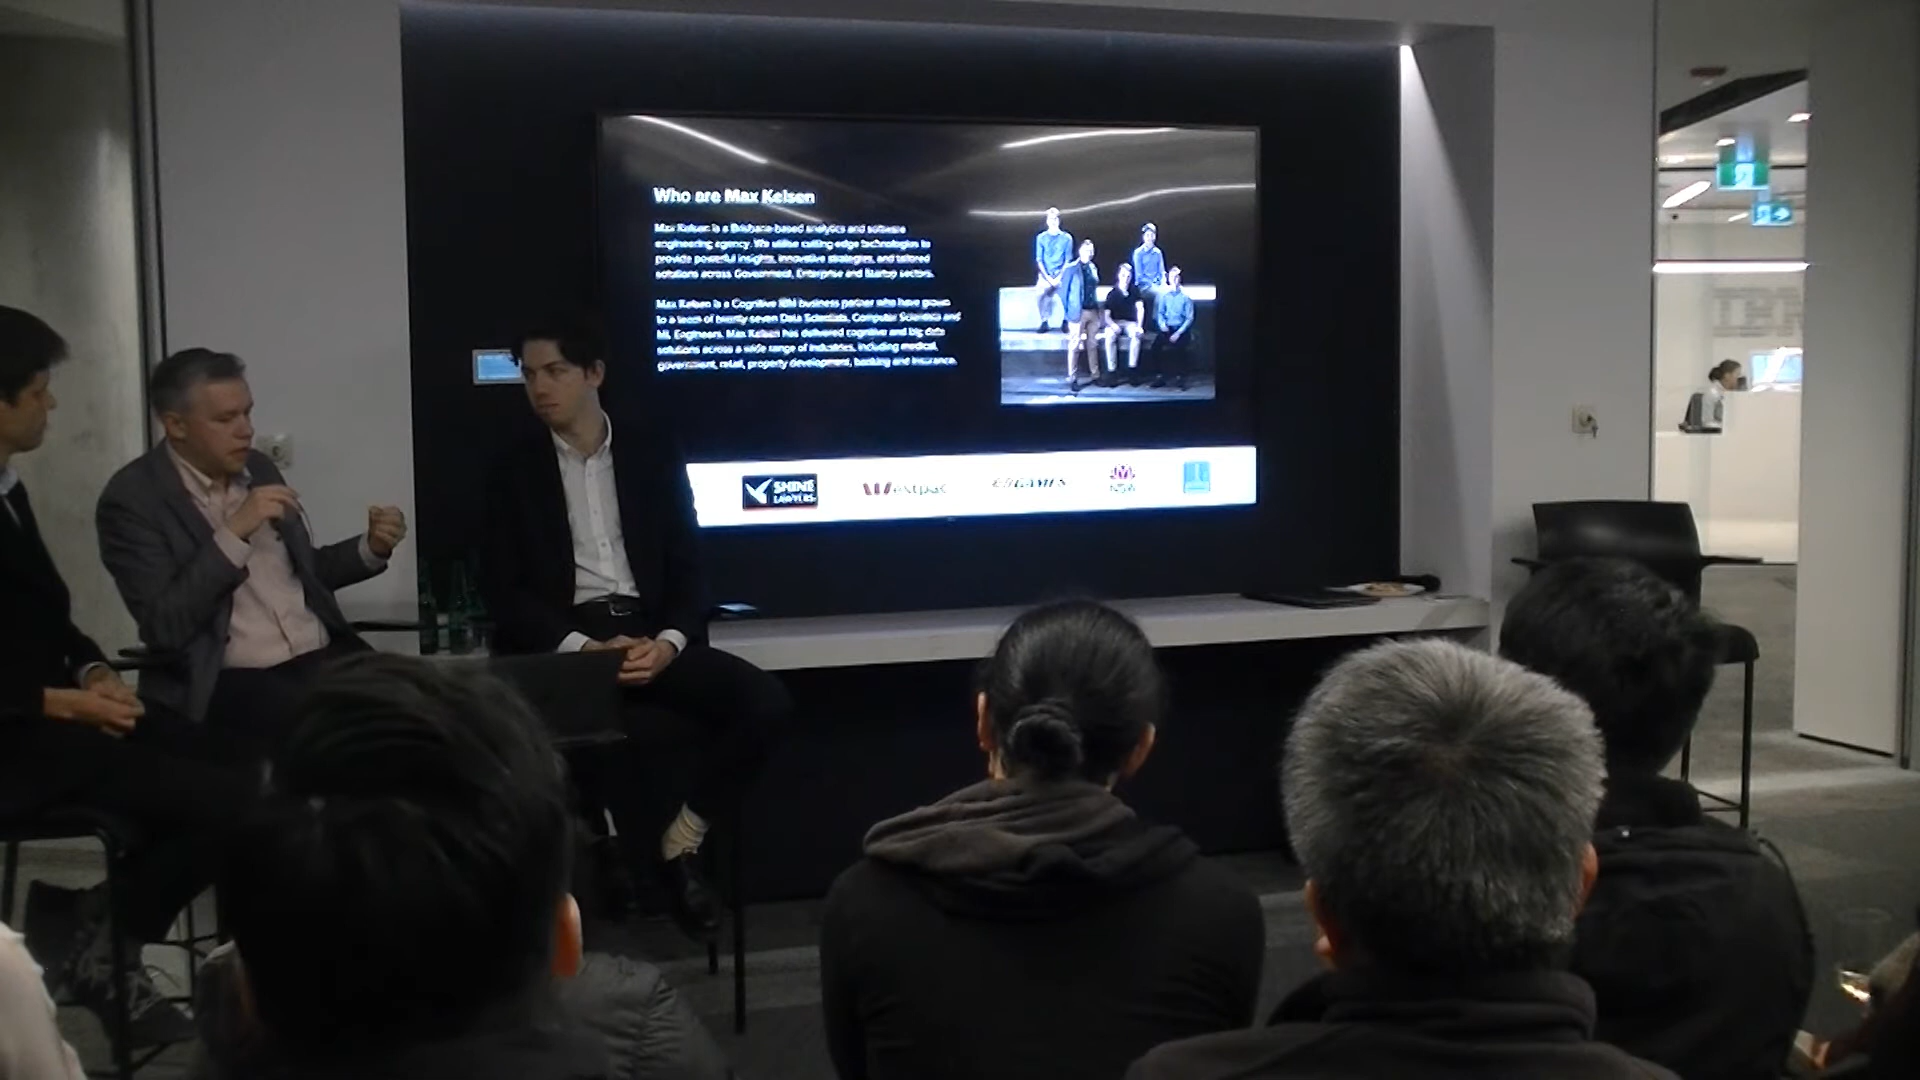 Who are Max Kelsen
Max Kelsen is a Brisbane-based analytics and software
engineering agency. We utilise cutting edge technologies to
provide powerful insights, innovative strategies, and tailored
solutions across Government, Enterprise and Startup sectors.
Max Kelsen is a Cognitive IBM business partner who have grown
to a team of twenty seven Data Scientists, Computer Scientists and
ML Engineers. Max Kelsen has delivered cognitive and big data
solutions across a wide range of industries, including medical,
government, retail, property development, banking and insurance.
SHINE
LAWYERS
Westpac
EBGAMES
NSW